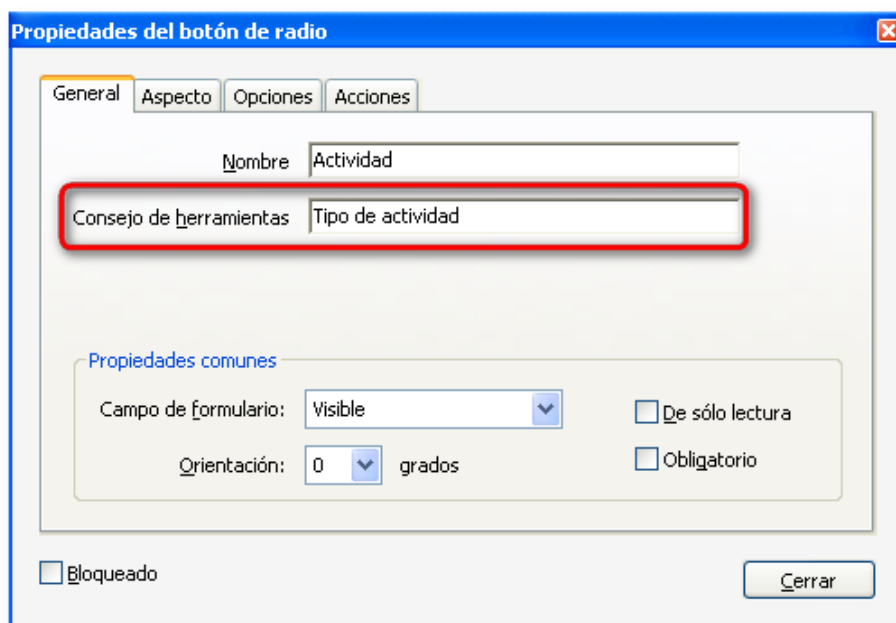 Propiedades del botón de radio
General Aspecto Opciones Acciones
Nombre Actividad
Consejo de herramientas Tipo de actividad
Propiedades comunes
Campo de formulario: Visible De sólo lectura
Orientación: 0 grados Obligatorio
Bloqueado Cerrar